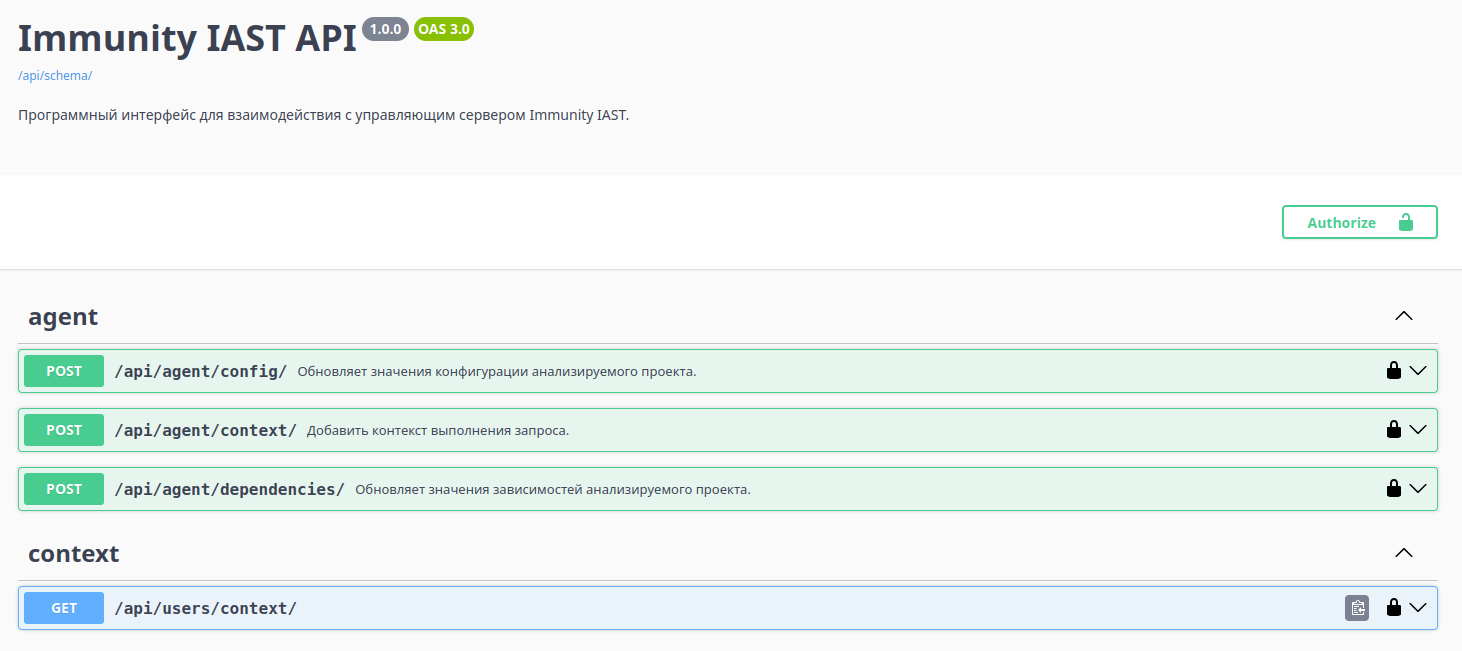 Immunity IAST API 1.0.0 OAS 3.0
/api/schema/
Программный интерфейс для взаимодействия с управляющим сервером Immunity IAST.
Authorize
agent
POST /api/agent/config/ Обновляет значения конфигурации анализируемого проекта.
POST /api/agent/context/ Добавить контекст выполнения запроса.
POST /api/agent/dependencies/ Обновляет значения зависимостей анализируемого проекта.
context
GET /api/users/context/